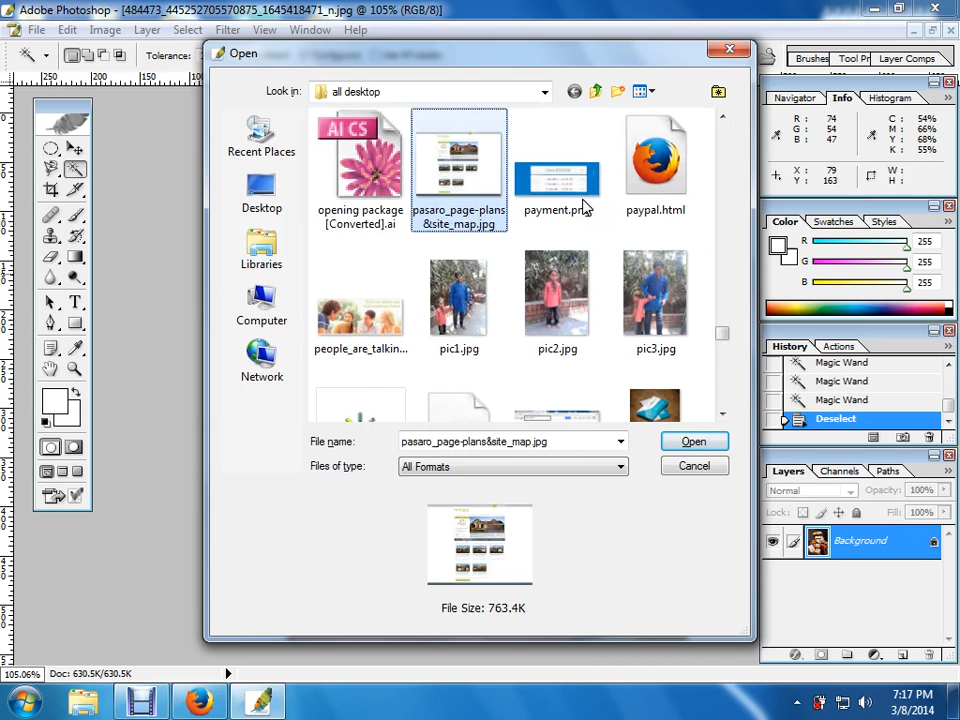 Adobe Photoshop - [484473_445252705570875_1645418471_n.jpg @ 105% (RGB/8)]
File Edit Image Layer Select Filter View Window Help
Tolerance:
Brushes Tool Pr Layer Comps
250 200 150 100
Open
Look in: all desktop
Recent Places
Desktop
Libraries
Computer
Network
AI CS
opening package [Converted].ai
pasaro_page-plans &site_map.jpg
paypal.html
people_are_talkin...
pic1.jpg
pic2.jpg
pic3.jpg
File name: pasaro_page-plans&site_map.jpg Open
Files of type: All Formats Cancel
File Size: 763.4K
Navigator Info Histogram
R: 74 C: 54%
G: 54 M: 66%
B: 47 Y: 68%
K: 55%
X: 79 W:
Y: 163 H:
Color Swatches Styles
R 255
G 255
B 255
History Actions
Magic Wand
Magic Wand
Magic Wand
Deselect
Layers Channels Paths
Normal Opacity: 100%
Lock: Fill: 100%
Background
105.06% Doc: 630.5K/630.5K
7:17 PM
3/8/2014